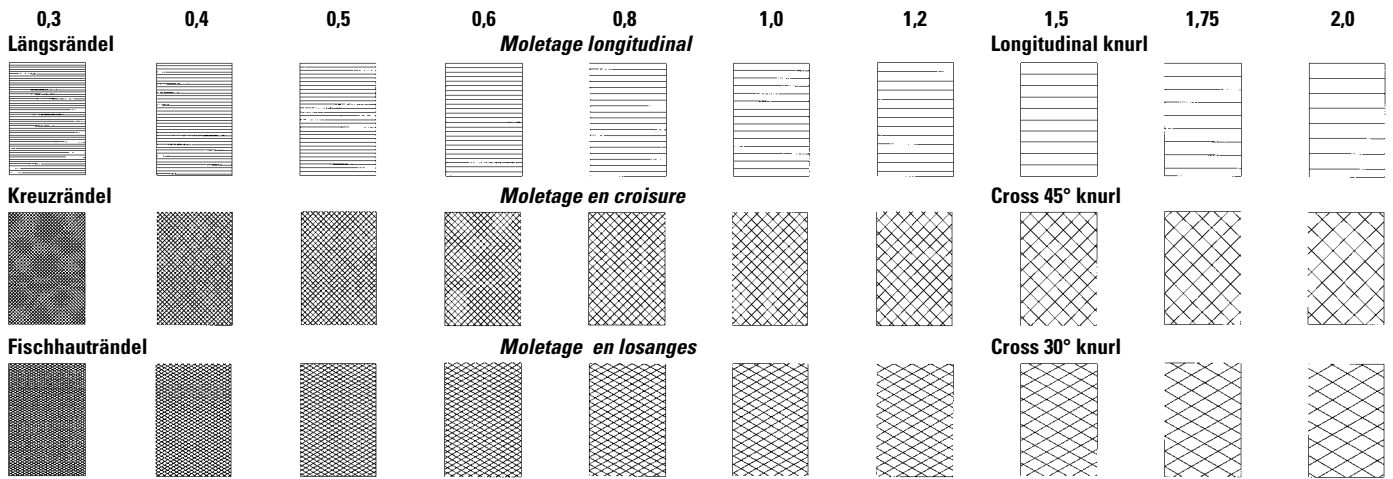 0,3 0,4 0,5 0,6 0,8 1,0 1,2 1,5 1,75 2,0
Längsrändel Moletage longitudinal Longitudinal knurl
Kreuzrändel Moletage en croisure Cross 45° knurl
Fischhauträndel Moletage en losanges Cross 30° knurl